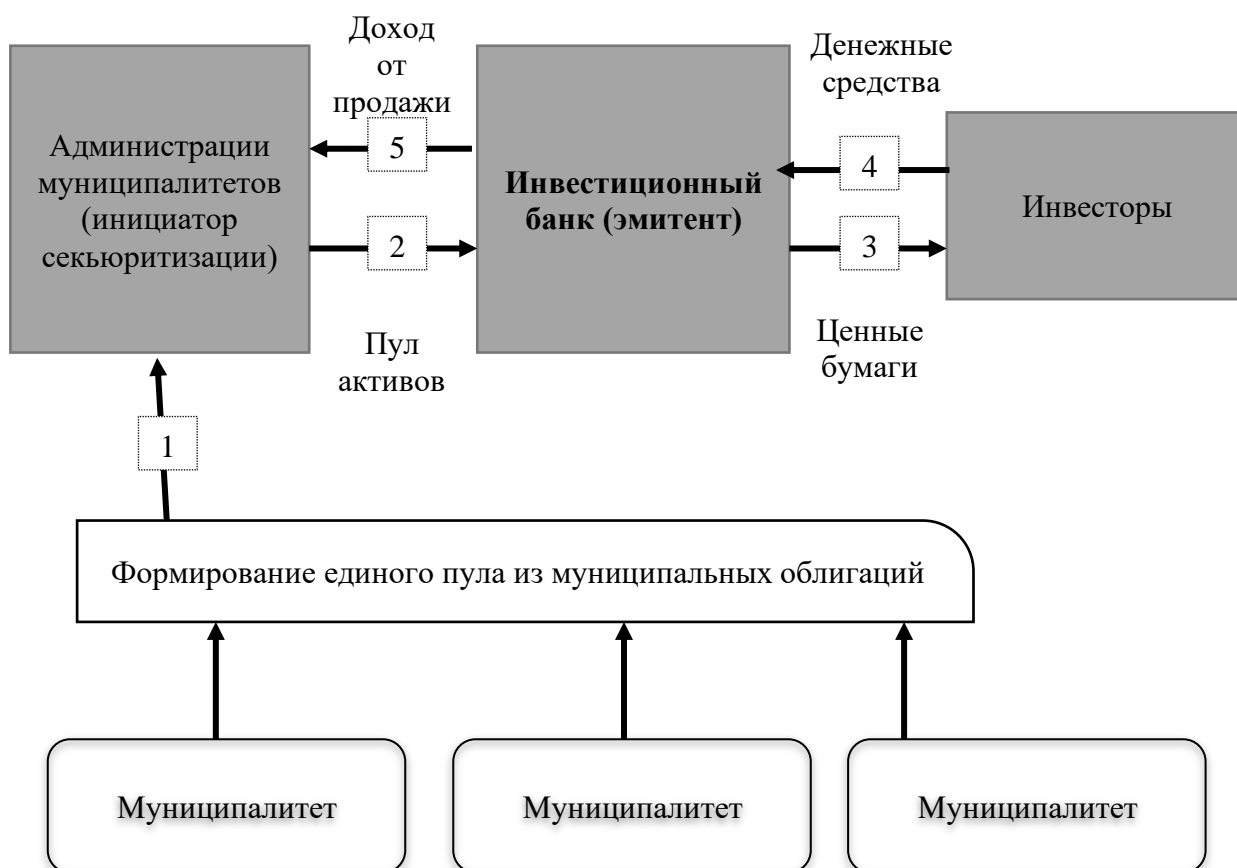 Доход
от
продажи
Денежные
средства
Администрации
муниципалитетов
(инициатор
секьюритизации)
5
Инвестиционный
банк (эмитент)
4
Инвесторы
2
3
Пул
активов
Ценные
бумаги
1
Формирование единого пула из муниципальных облигаций
Муниципалитет
Муниципалитет
Муниципалитет